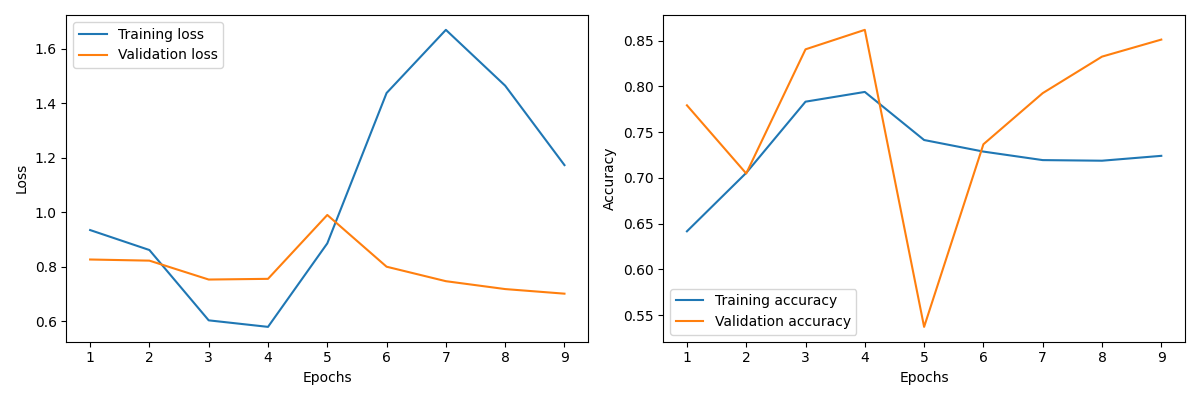 Training loss
Validation loss
1.6
1.4
1.2
1.0
0.8
0.6
Loss
1 2 3 4 5 6 7 8 9
Epochs
0.85
0.80
0.75
0.70
0.65
0.60
0.55
Accuracy
Training accuracy
Validation accuracy
1 2 3 4 5 6 7 8 9
Epochs